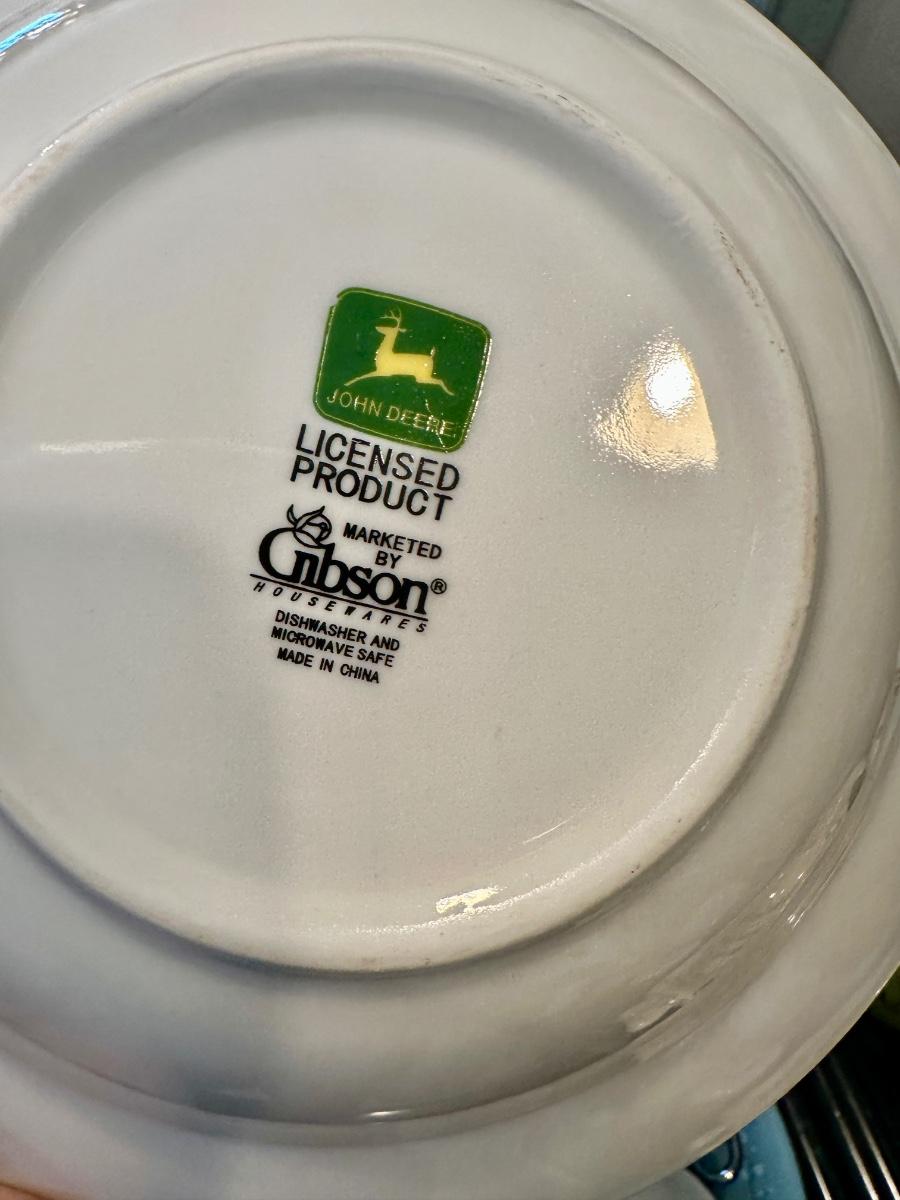 JOHN DEERE
LICENSED
PRODUCT
MARKETED
BY
Gibson®
HOUSEWARES
DISHWASHER AND
MICROWAVE SAFE
MADE IN CHINA